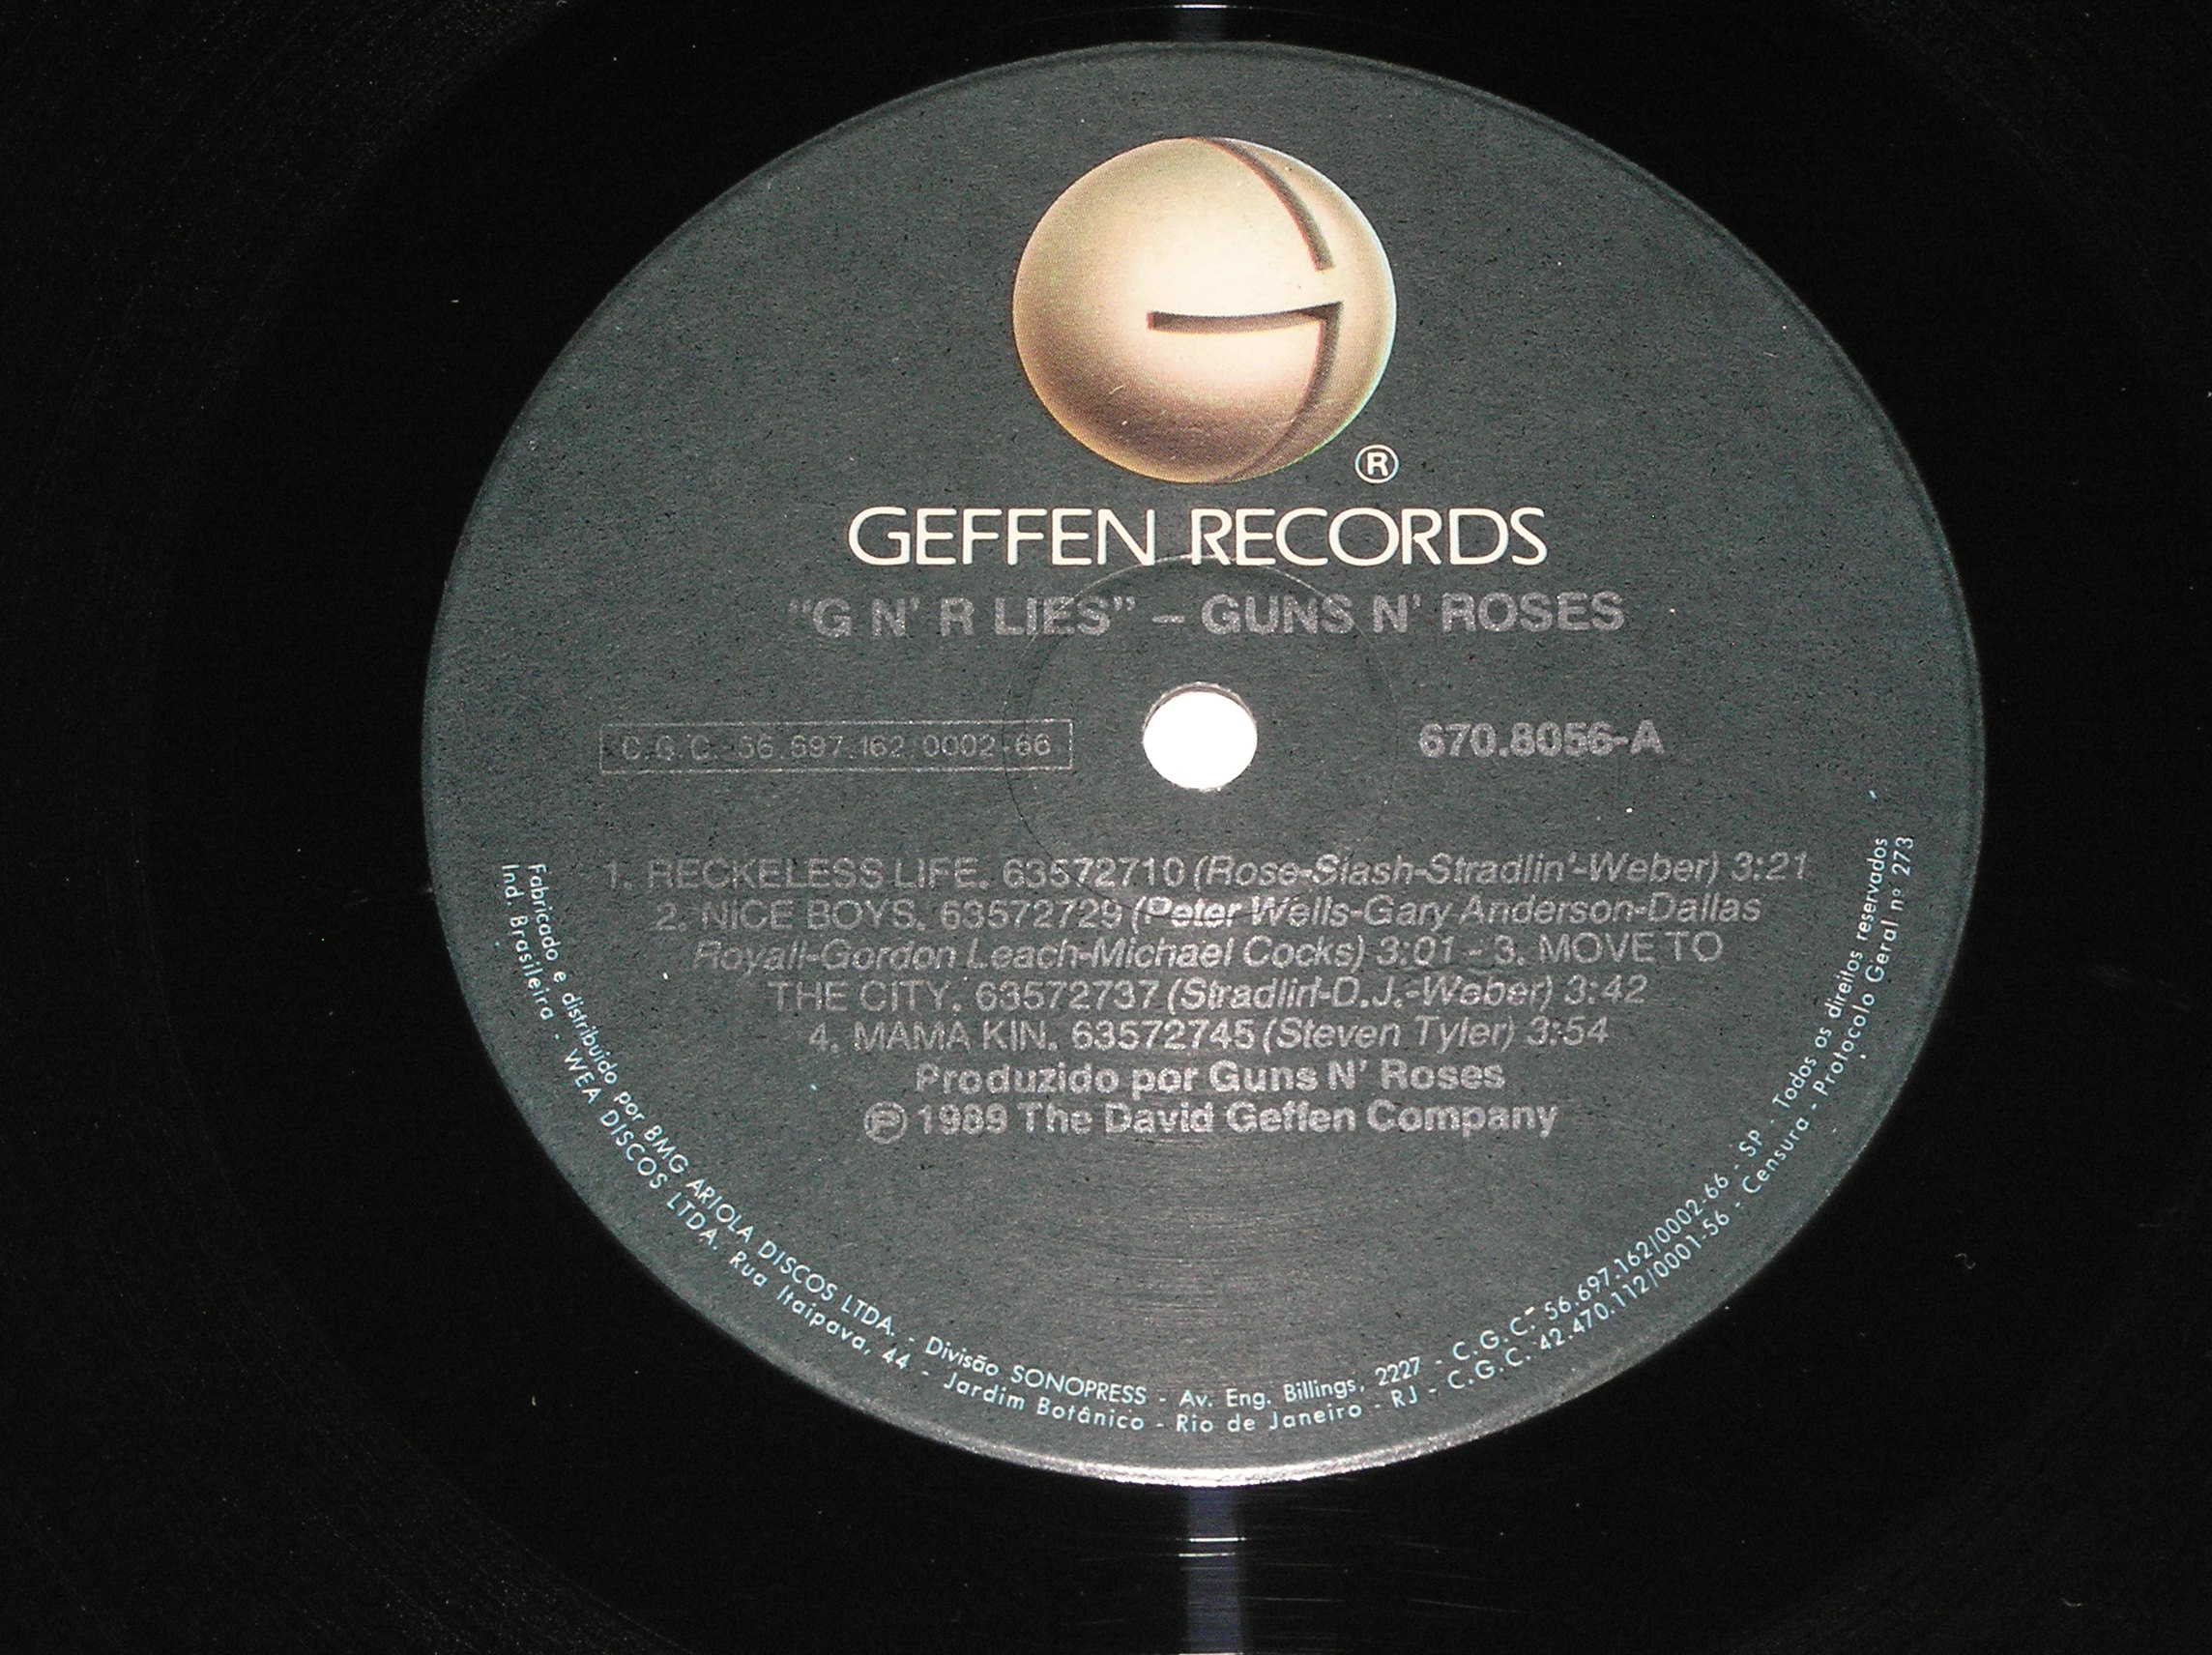 ®
GEFFEN RECORDS
"G N' R LIES" – GUNS N' ROSES
C.G.C. 56.697.162.0002-66
670.8056-A
1. RECKELESS LIFE. 63572710 (Rose-Slash-Stradlin'-Weber) 3:21
2. NICE BOYS. 63572729 (Peter Wells-Gary Anderson-Dallas
Royall-Gordon Leach-Michael Cocks) 3:01 - 3. MOVE TO
THE CITY. 63572737 (Stradlin'-D.J.-Weber) 3:42
4. MAMA KIN. 63572745 (Steven Tyler) 3:54
Produzido por Guns N' Roses
℗ 1989 The David Geffen Company
Fabricado e distribuido por BMG ARIOLA DISCOS LTDA. - Divisão SONOPRESS - Av. Eng. Billings, 2227 - C.G.C. 56.697.162/0002-66 - SP - Todos os direitos reservados
Ind. Brasileira - WEA DISCOS LTDA. Rua Itaipava, 44 - Jardim Botânico - Rio de Janeiro - RJ - C.G.C. 42.470.112/0001-56 - Censura - Protocolo Geral nº 273